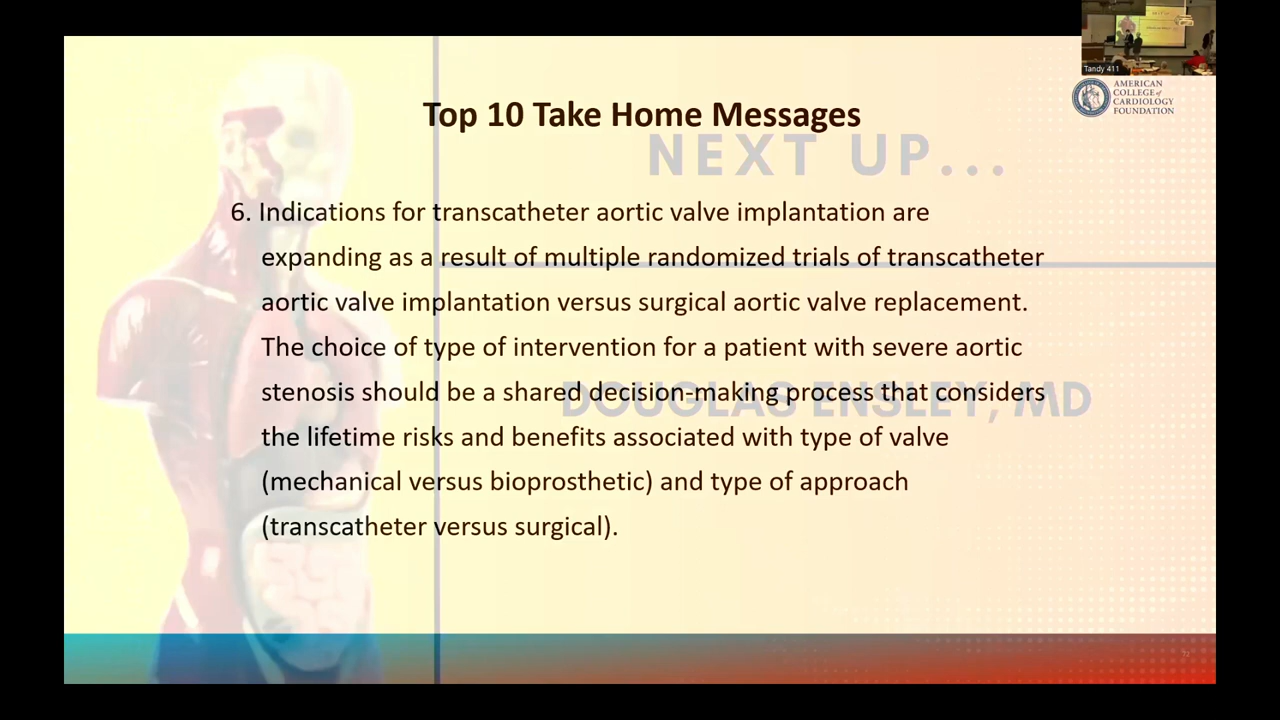 Tandy 411
AMERICAN
COLLEGE of
CARDIOLOGY
FOUNDATION
Top 10 Take Home Messages
NEXT UP...
6. Indications for transcatheter aortic valve implantation are
expanding as a result of multiple randomized trials of transcatheter
aortic valve implantation versus surgical aortic valve replacement.
The choice of type of intervention for a patient with severe aortic
stenosis should be a shared decision-making process that considers
DOUGLAS ENSLEY, MD
the lifetime risks and benefits associated with type of valve
(mechanical versus bioprosthetic) and type of approach
(transcatheter versus surgical).